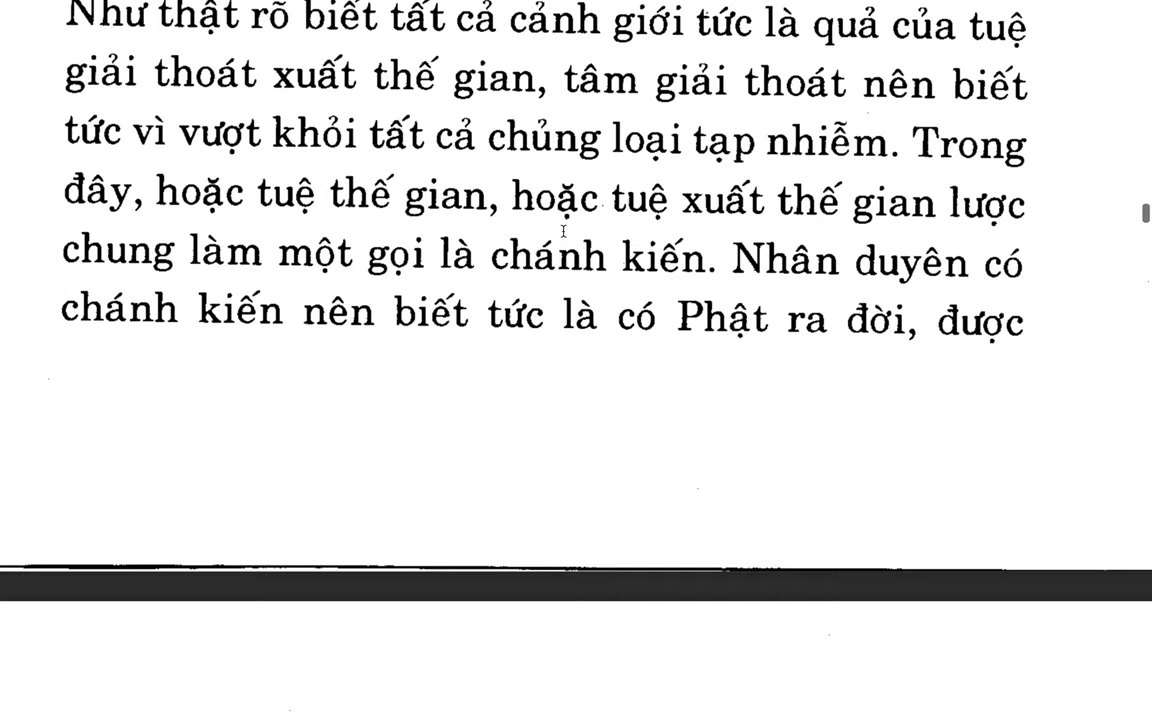 Như thật rõ biết tất cả cảnh giới tức là quả của tuệ
giải thoát xuất thế gian, tâm giải thoát nên biết
tức vì vượt khỏi tất cả chủng loại tạp nhiễm. Trong
đây, hoặc tuệ thế gian, hoặc tuệ xuất thế gian lược
chung làm một gọi là chánh kiến. Nhân duyên có
chánh kiến nên biết tức là có Phật ra đời, được